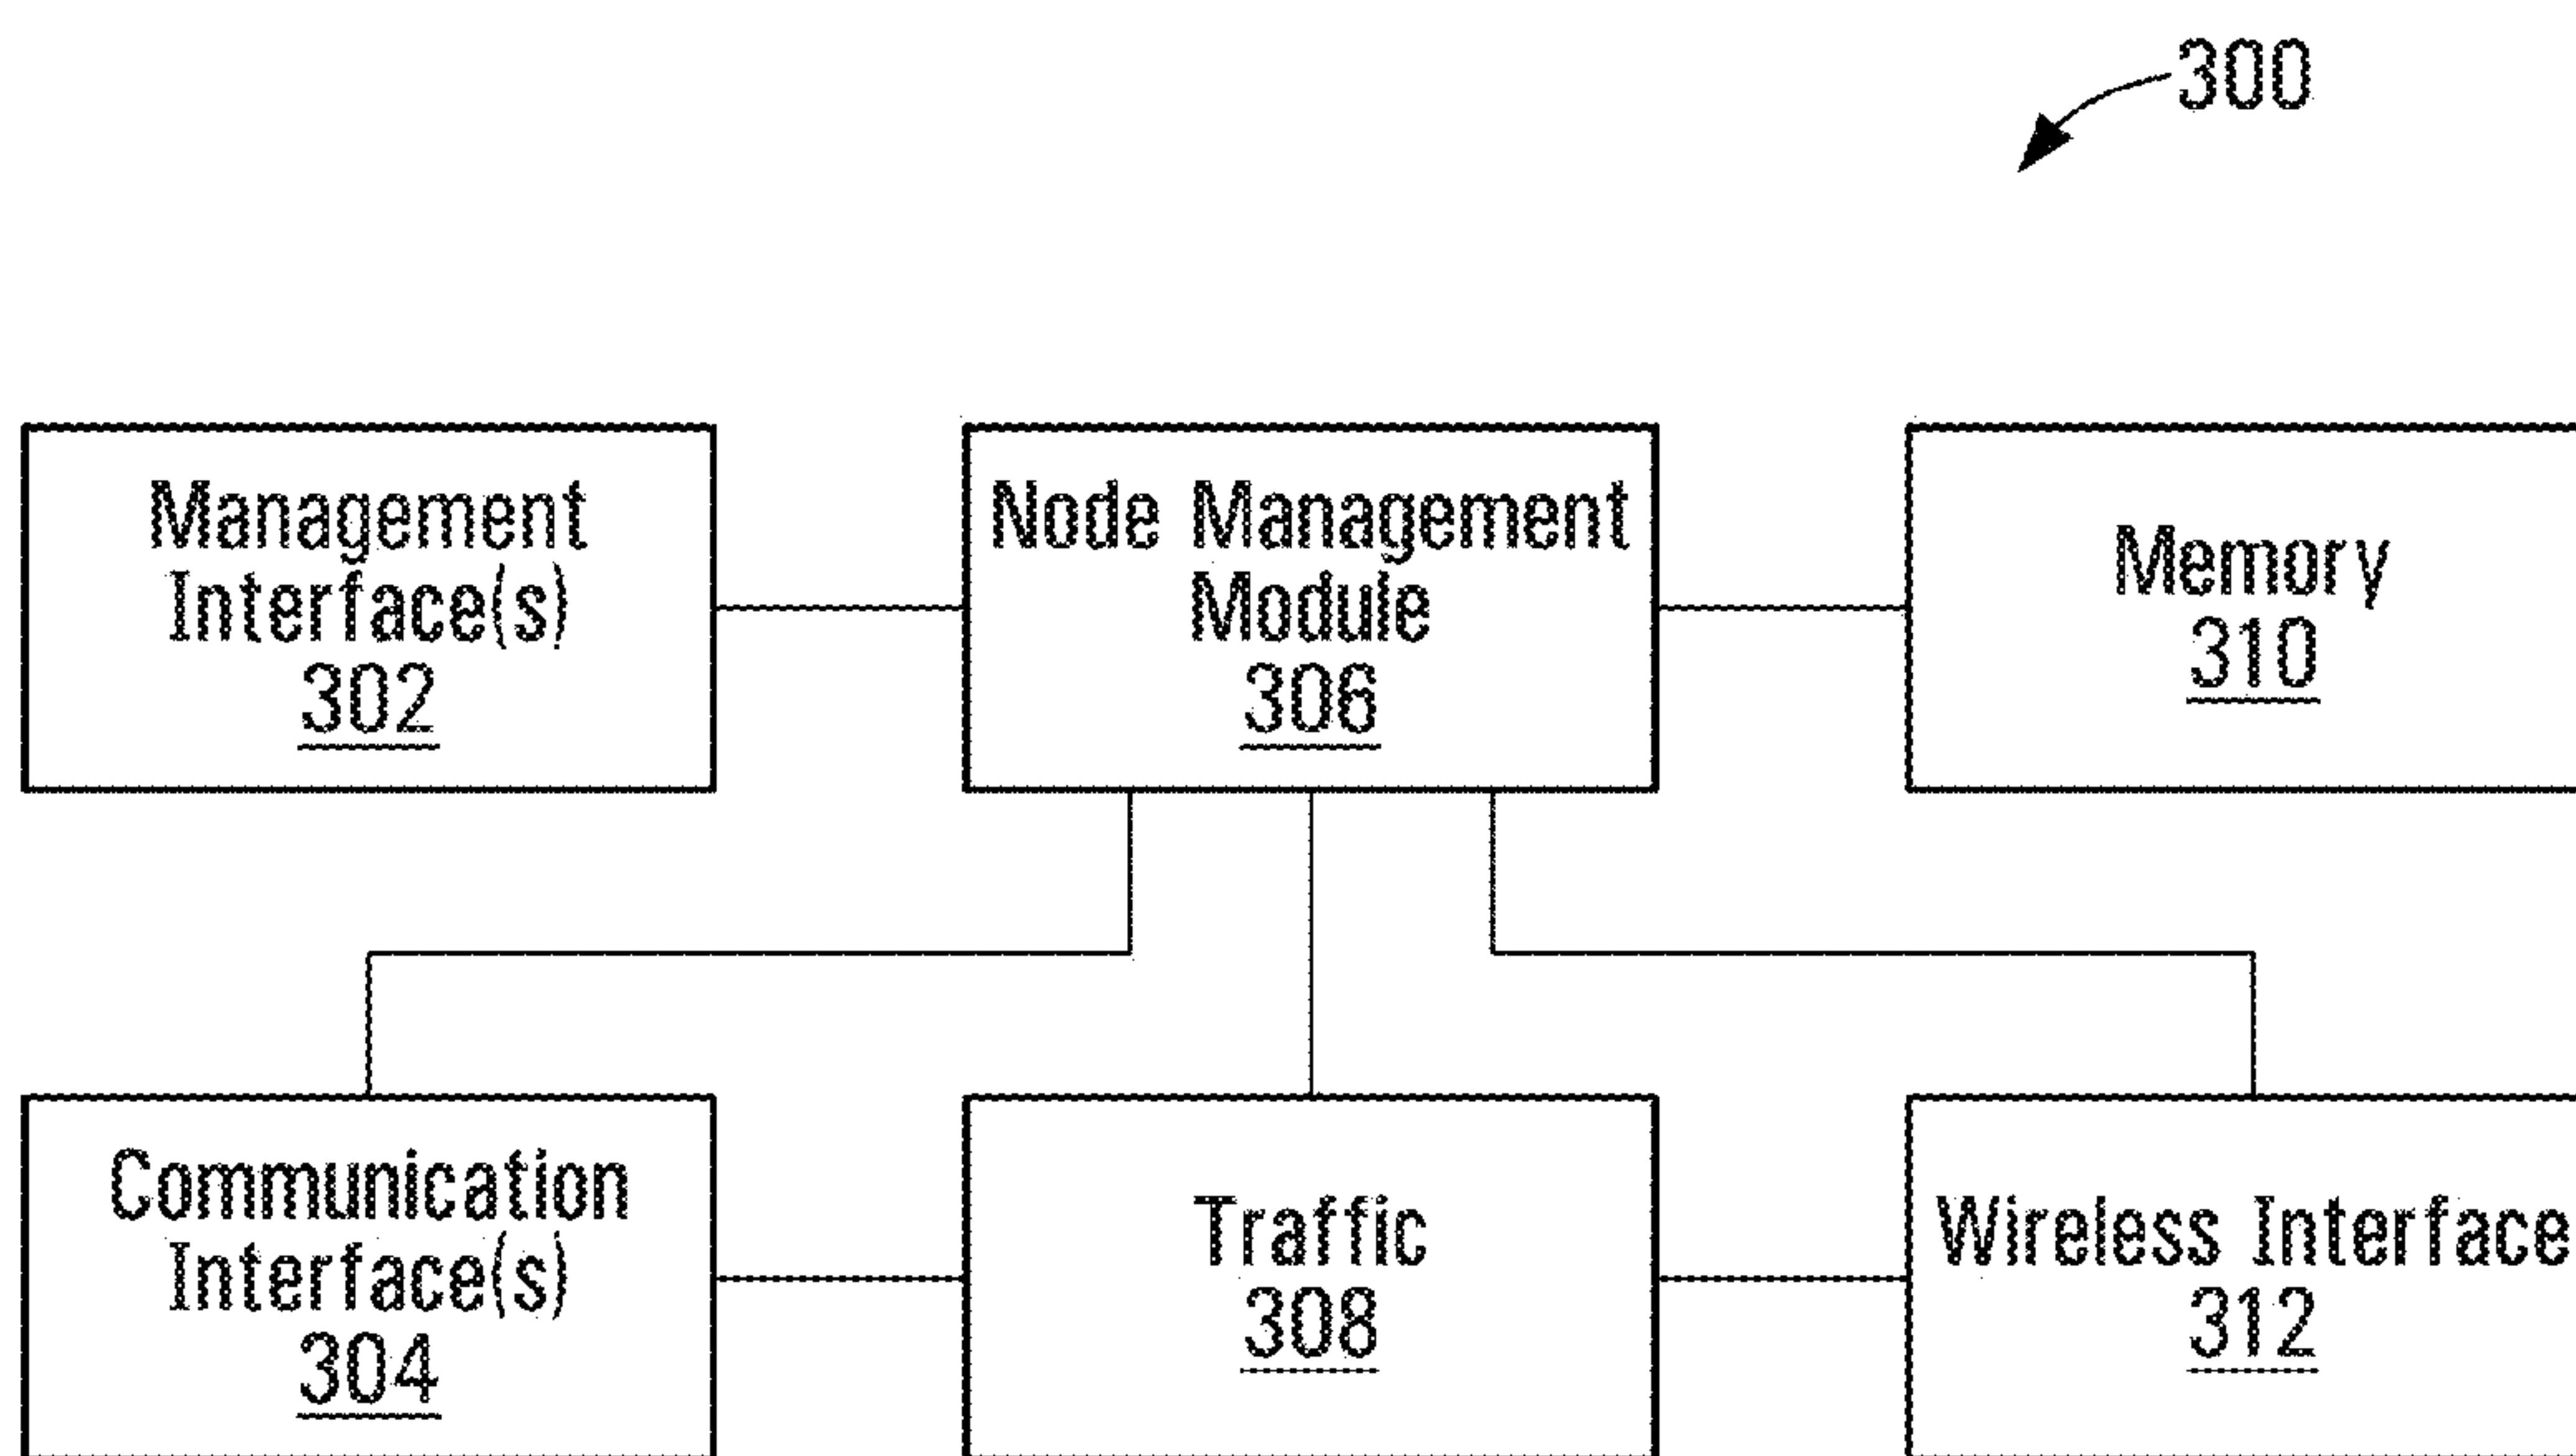 300
Management
Interface(s)
302
Node Management
Module
306
Memory
310
Communication
Interface(s)
304
Traffic
308
Wireless Interface
312